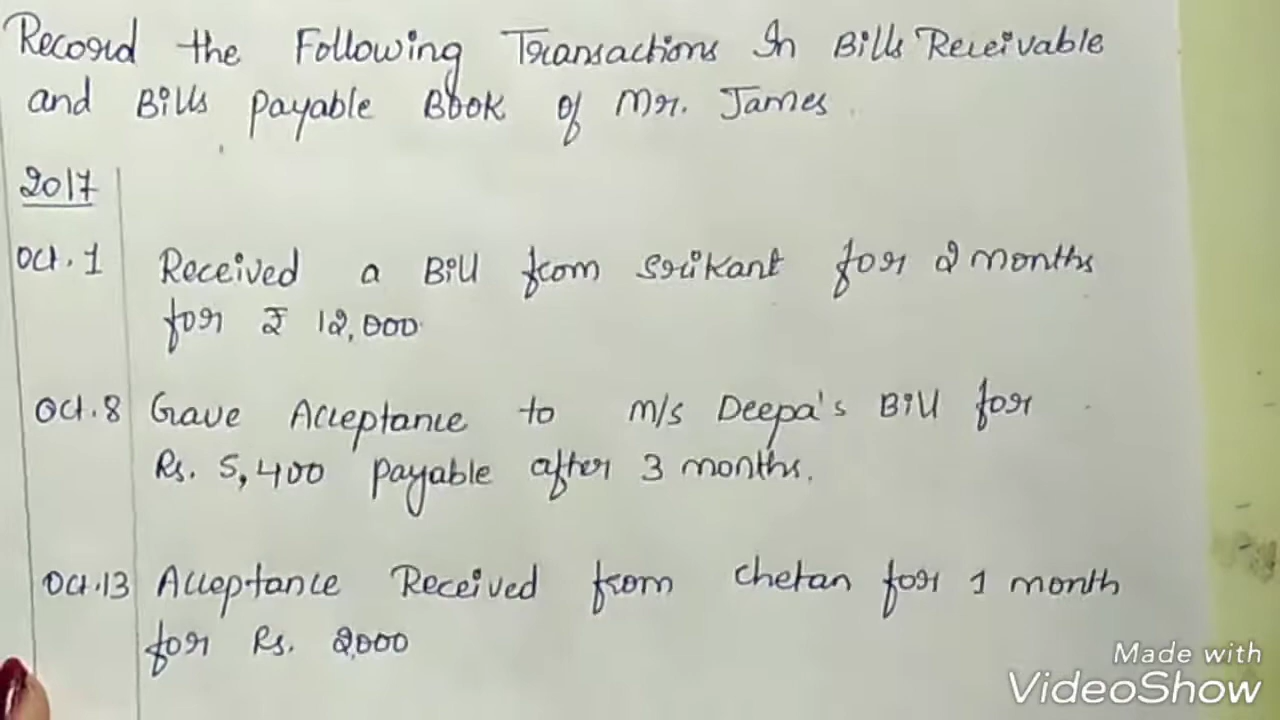 Record the Following Transactions In Bills Receivable
and Bills Payable Book of Mr. James.
2017
Oct. 1 Received a Bill from Srikant for 2 months
for ₹ 12,000
Oct. 8 Gave Acceptance to M/s Deepa's Bill for
Rs. 5,400 payable after 3 months.
Oct. 13 Acceptance Received from Chetan for 1 month
for Rs. 2,000
Made with
VideoShow